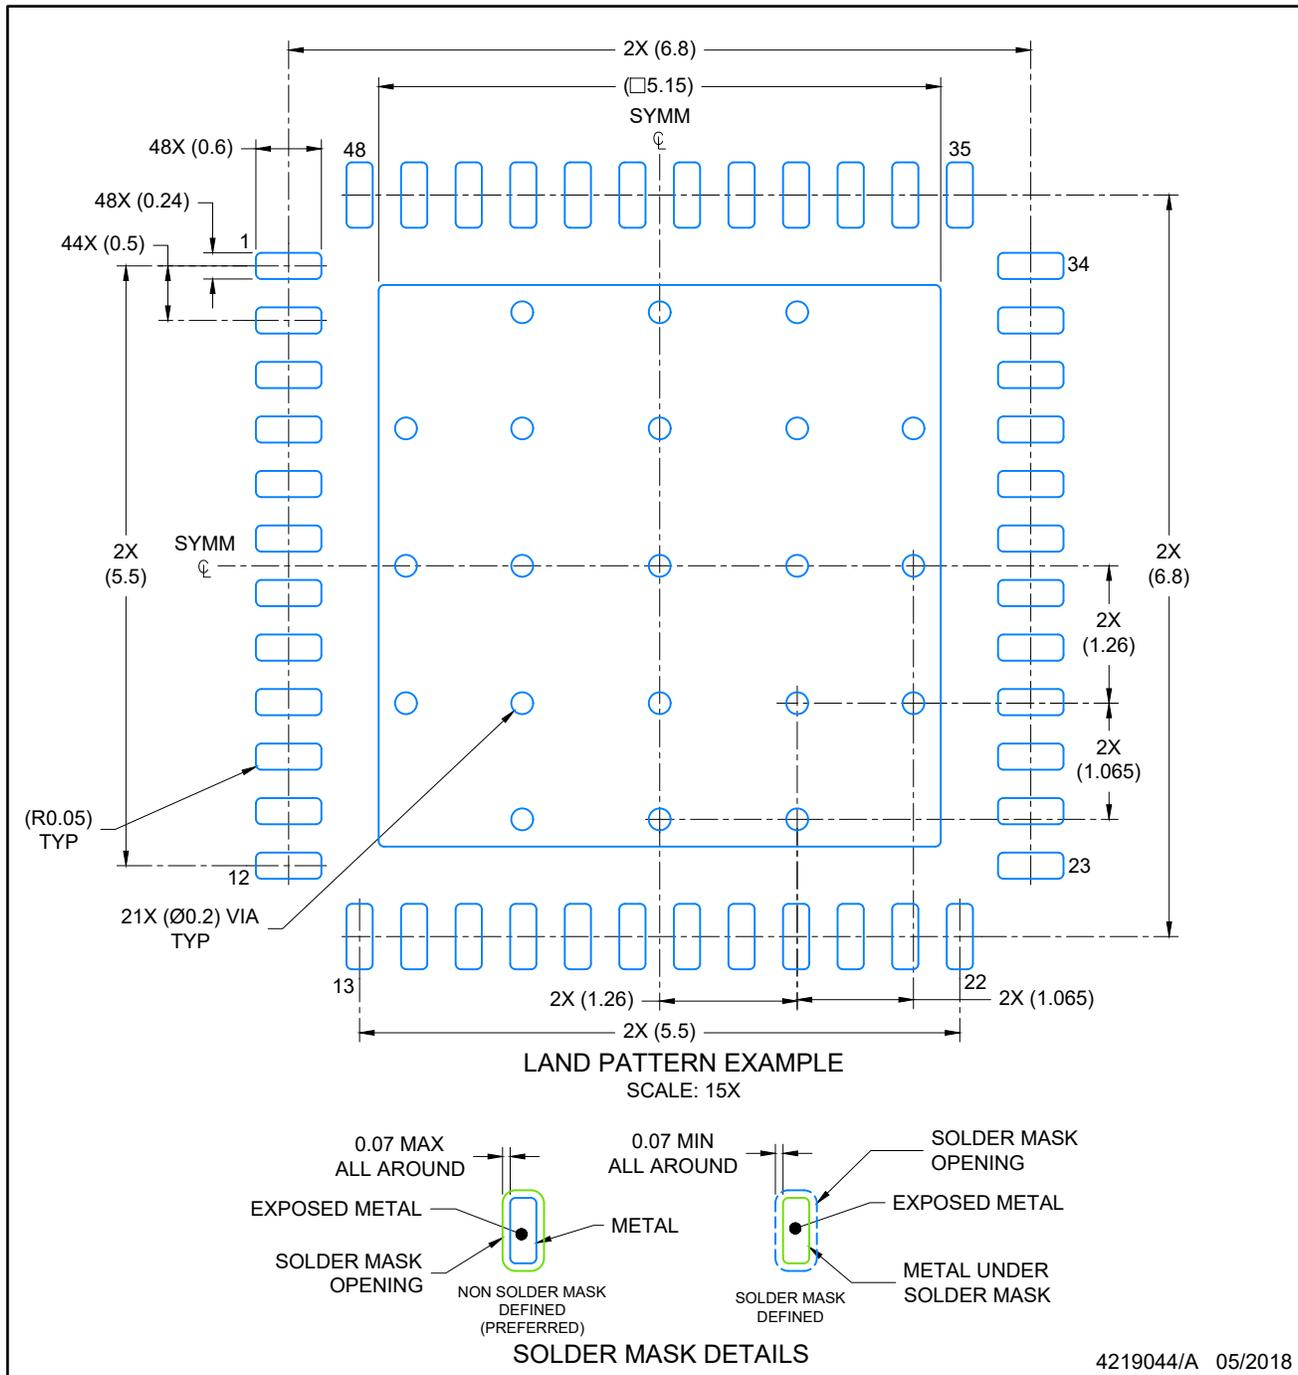 2X (6.8)
(□5.15)
SYMM
℄
48X (0.6)
48
35
48X (0.24)
44X (0.5)
1
34
SYMM
℄
2X
(5.5)
2X
(6.8)
2X
(1.26)
2X
(1.065)
(R0.05)
TYP
12
23
21X (Ø0.2) VIA
TYP
13
22
2X (1.26)
2X (1.065)
2X (5.5)
LAND PATTERN EXAMPLE
SCALE: 15X
0.07 MAX
ALL AROUND
0.07 MIN
ALL AROUND
SOLDER MASK
OPENING
EXPOSED METAL
EXPOSED METAL
METAL
SOLDER MASK
OPENING
METAL UNDER
SOLDER MASK
NON SOLDER MASK
DEFINED
(PREFERRED)
SOLDER MASK
DEFINED
SOLDER MASK DETAILS
4219044/A 05/2018